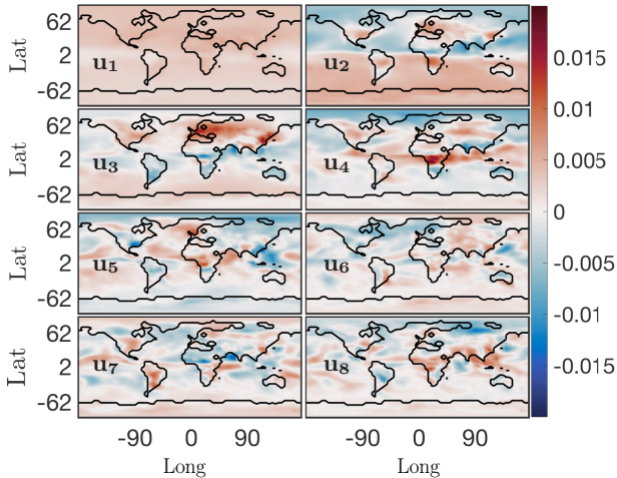 Lat 62 2 -62 u₁ u₂ 0.015
Lat 62 2 -62 u₃ u₄ 0.01 0.005
Lat 62 2 -62 u₅ u₆ 0 -0.005
Lat 62 2 -62 u₇ u₈ -0.01 -0.015
-90 0 90 -90 0 90
Long Long